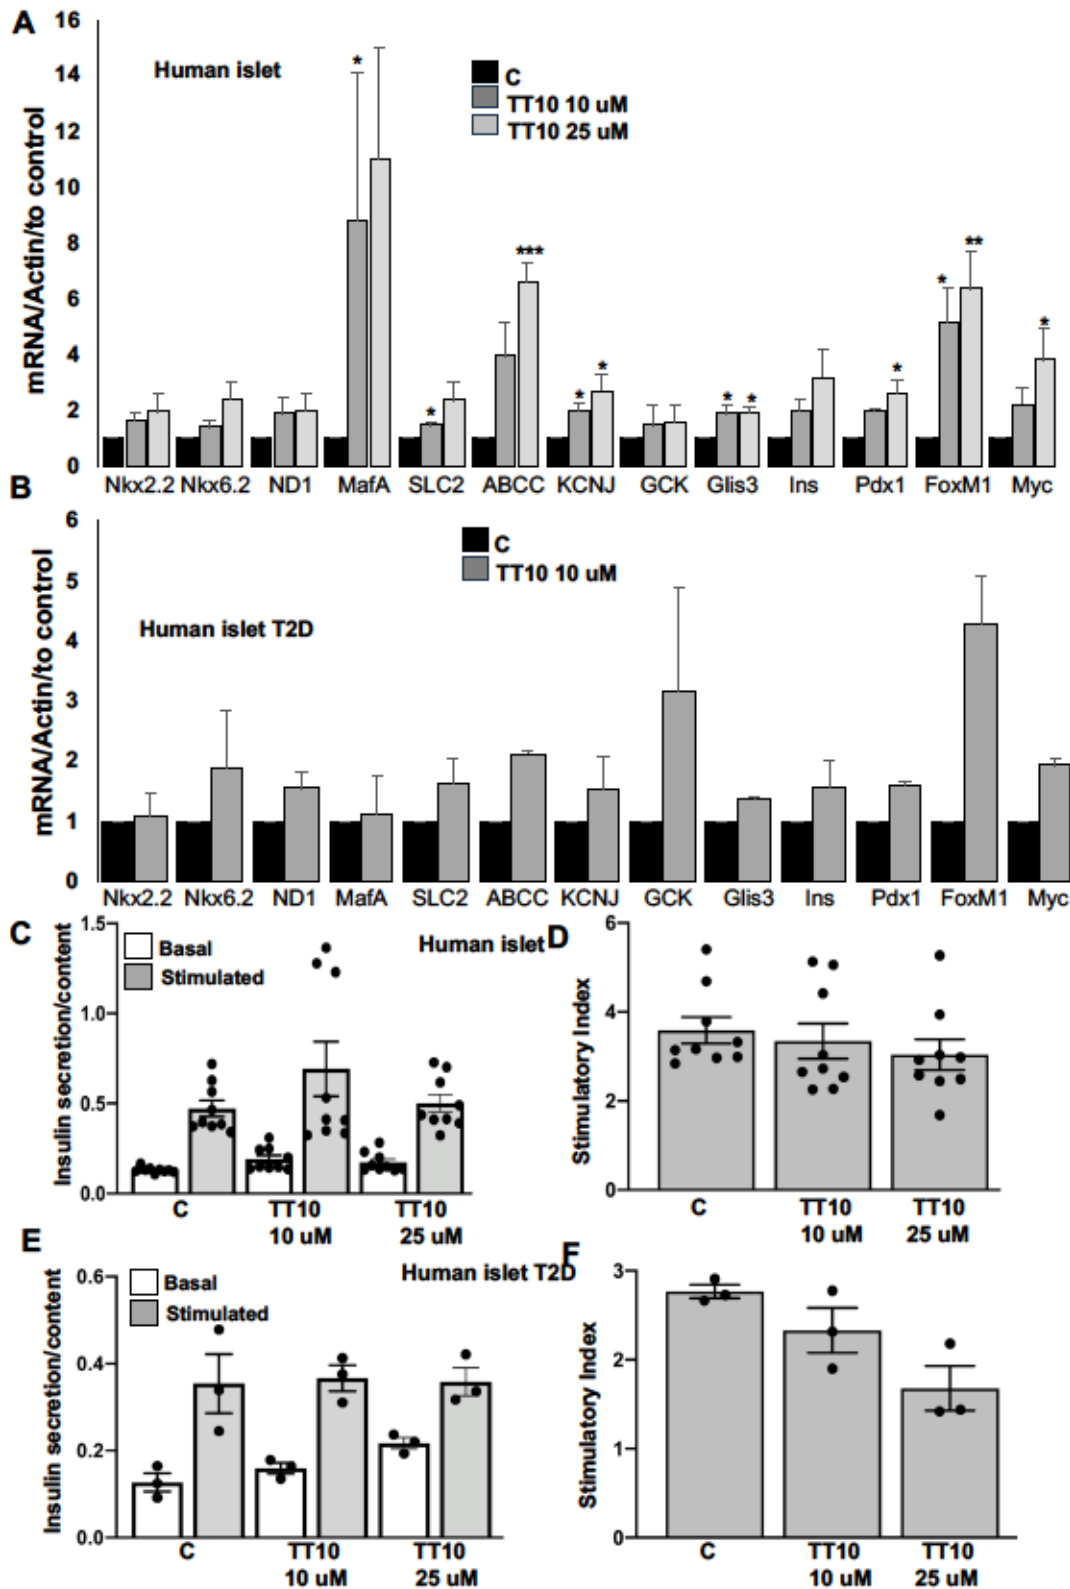 A
16
14
12
10
8
6
4
2
0
mRNA/Actin/to control
Human islet
C
TT10 10 uM
TT10 25 uM
*
*
***
*
*
*
*
*
*
**
*
Nkx2.2 Nkx6.2 ND1 MafA SLC2 ABCC KCNJ GCK Glis3 Ins Pdx1 FoxM1 Myc
B
6
5
4
3
2
1
0
mRNA/Actin/to control
Human islet T2D
C
TT10 10 uM
Nkx2.2 Nkx6.2 ND1 MafA SLC2 ABCC KCNJ GCK Glis3 Ins Pdx1 FoxM1 Myc
C
1.5
1.0
0.5
0.0
Insulin secretion/content
Basal
Stimulated
Human islet
C TT10 TT10
10 uM 25 uM
D
6
4
2
0
Stimulatory Index
C TT10 TT10
10 uM 25 uM
E
0.6
0.4
0.2
0.0
Insulin secretion/content
Basal
Stimulated
Human islet T2D
C TT10 TT10
10 uM 25 uM
F
3
2
1
0
Stimulatory Index
C TT10 TT10
10 uM 25 uM